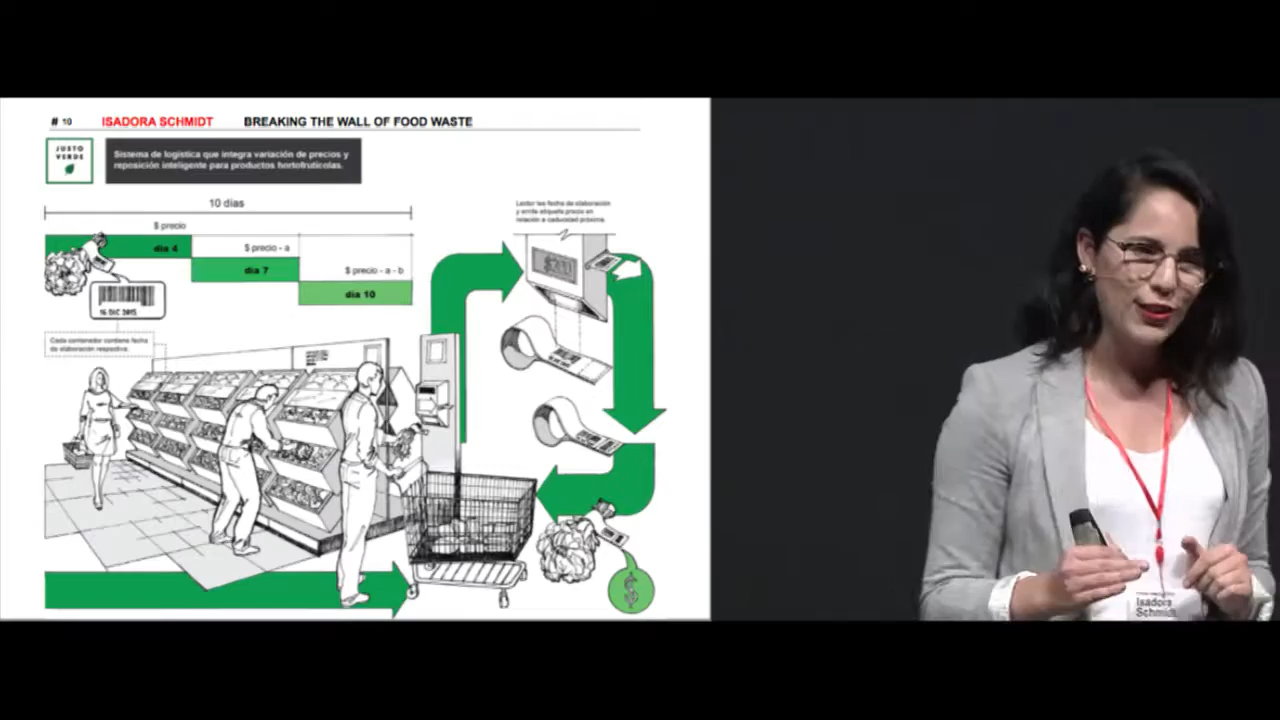 # 10 ISADORA SCHMIDT BREAKING THE WALL OF FOOD WASTE
JUSTO
VERDE
Sistema de logística que integra variación de precios y
reposición inteligente para productos hortofrutícolas.
10 días
$ precio
día 4
$ precio - a
día 7
$ precio - a - b
día 10
16 DIC 2015
Cada contenedor contiene fecha
de elaboración respectiva.
Lector lee fecha de elaboración
y emite etiqueta precio en
relación a caducidad próxima.
$
Isadora
Schmidt